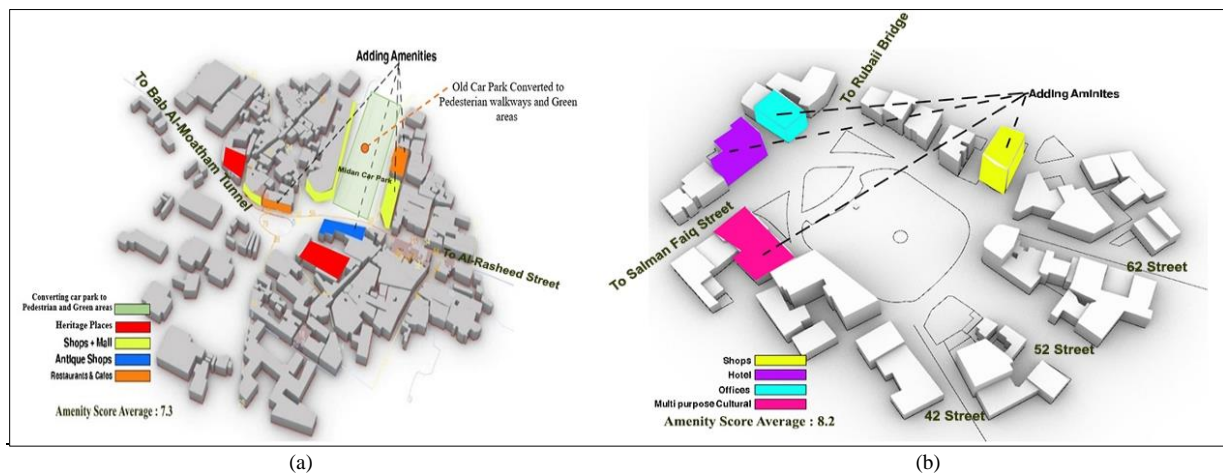 Adding Amenities
Old Car Park Converted to
Pedesterian walkways and Green
areas
To Bab Al-Moatham Tunnel
Midan Car Park
To Al-Rasheed Street
Converting car park to
Pedestrian and Green areas
Heritage Places
Shops + Mall
Antique Shops
Restaurants & Cafes
Amenity Score Average : 7.3
(a)
To Rubaii Bridge
Adding Aminites
To Salman Faiq Street
62 Street
52 Street
42 Street
Shops
Hotel
Offices
Multi purpose Cultural
Amenity Score Average : 8.2
(b)